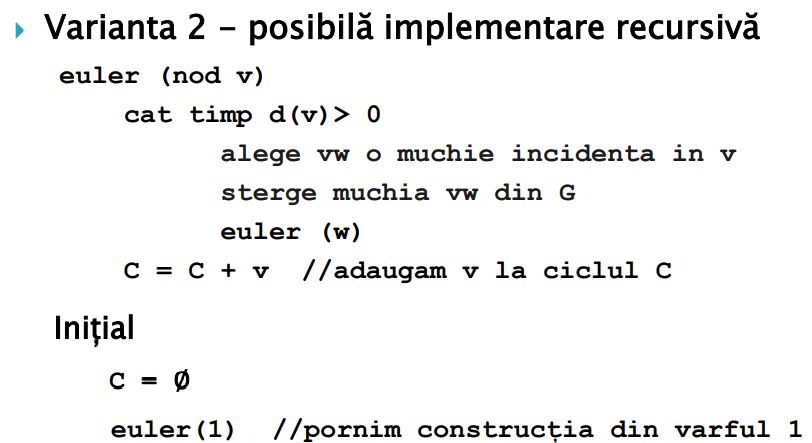 Varianta 2 – posibilă implementare recursivă
euler (nod v)
cat timp d(v)> 0
alege vw o muchie incidenta in v
sterge muchia vw din G
euler (w)
C = C + v //adaugam v la ciclul C
Inițial
C = Ø
euler(1) //pornim construcția din varful 1